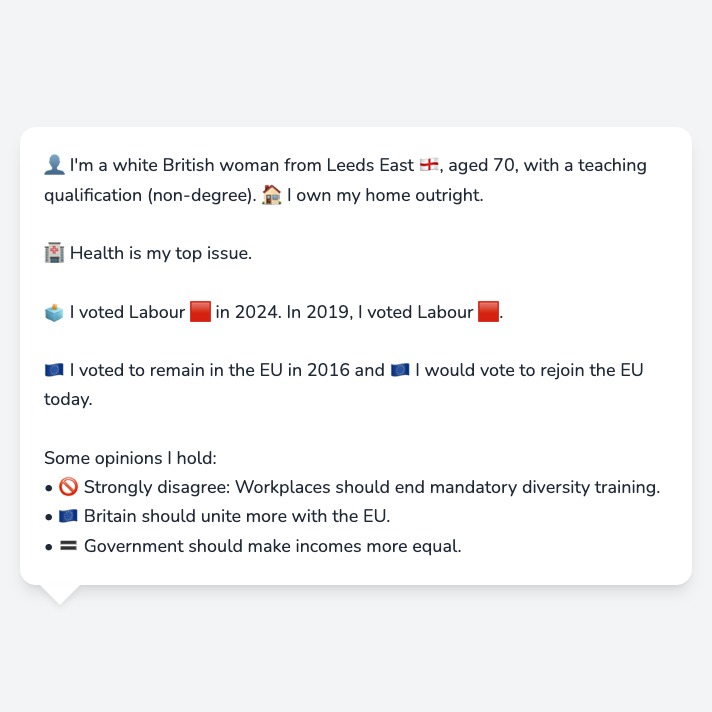 👤 I'm a white British woman from Leeds East 🏴󠁧󠁢󠁥󠁮󠁧󠁿, aged 70, with a teaching
qualification (non-degree). 🏠 I own my home outright.
🏥 Health is my top issue.
🗳️ I voted Labour 🟥 in 2024. In 2019, I voted Labour 🟥.
🇪🇺 I voted to remain in the EU in 2016 and 🇪🇺 I would vote to rejoin the EU
today.
Some opinions I hold:
• 🚫 Strongly disagree: Workplaces should end mandatory diversity training.
• 🇪🇺 Britain should unite more with the EU.
• 🟰 Government should make incomes more equal.